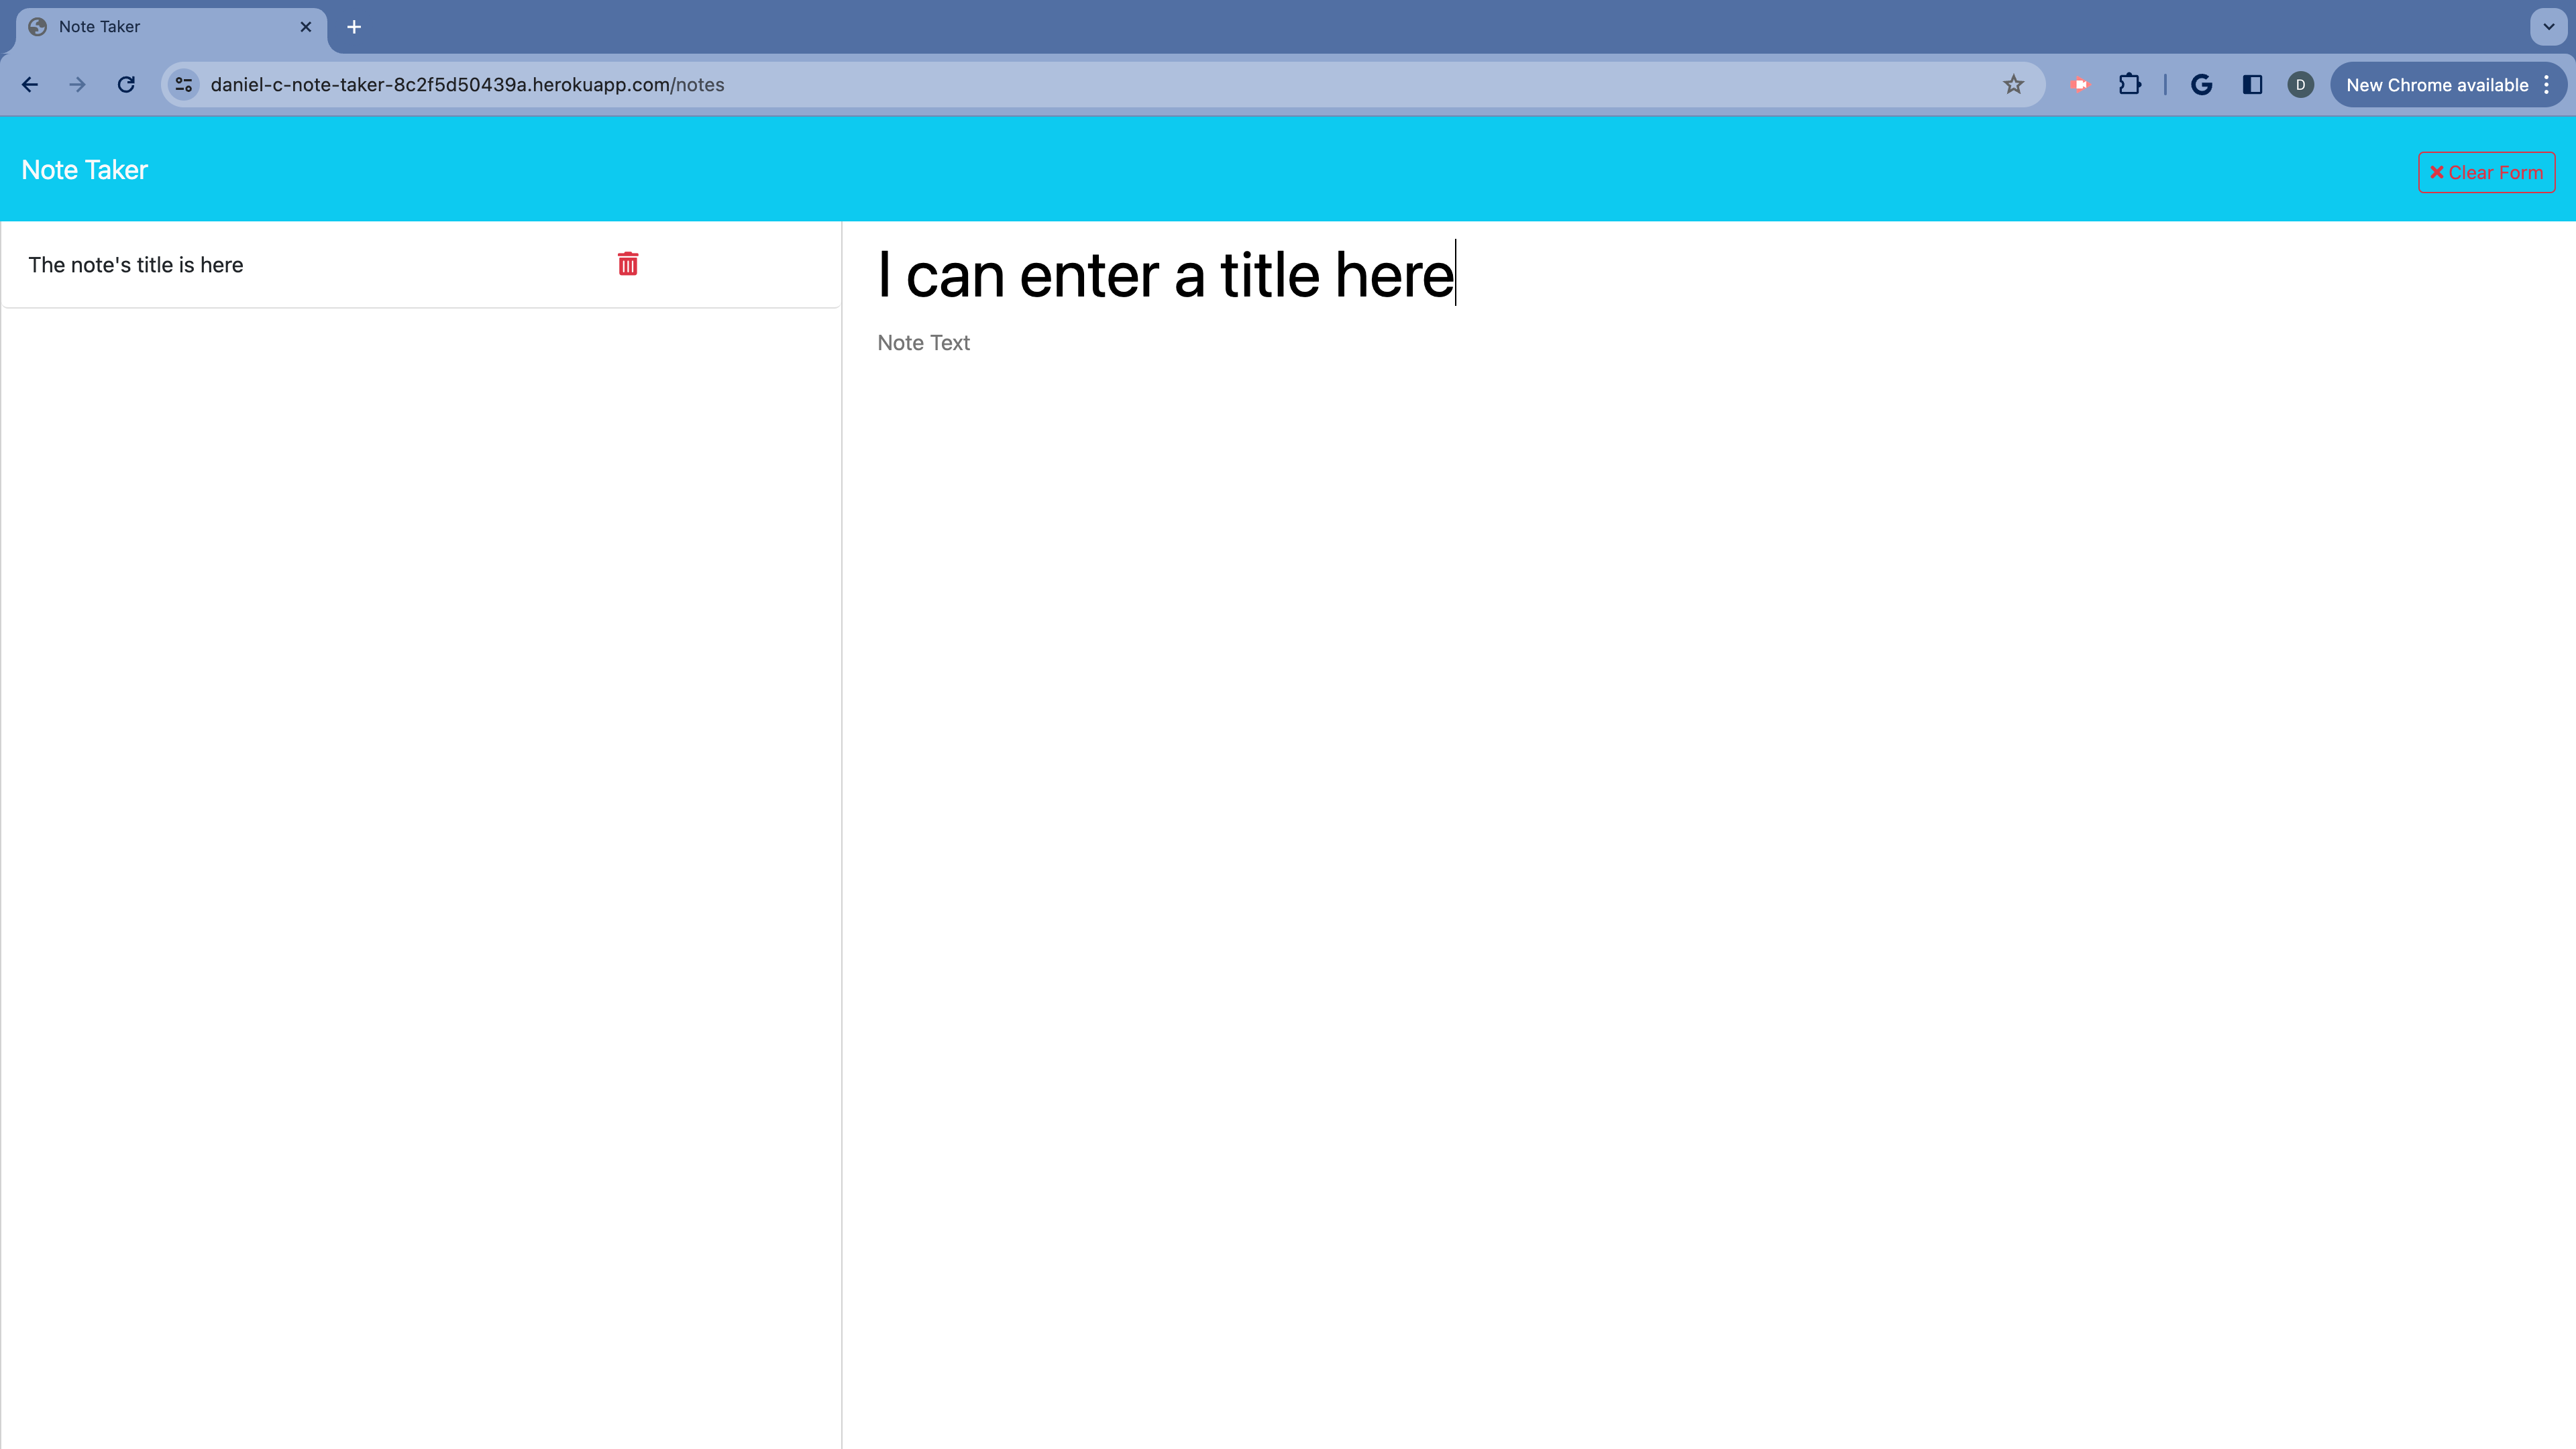 Note Taker
daniel-c-note-taker-8c2f5d50439a.herokuapp.com/notes
D
New Chrome available
Note Taker
Clear Form
The note's title is here
I can enter a title here
Note Text